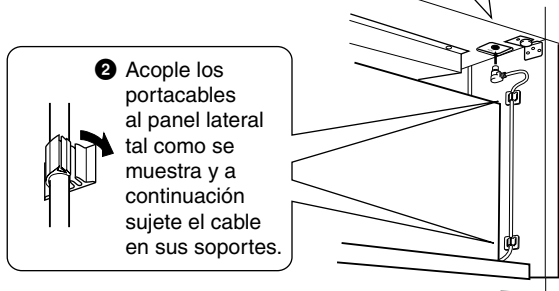 ❷ Acople los
portacables
al panel lateral
tal como se
muestra y a
continuación
sujete el cable
en sus soportes.